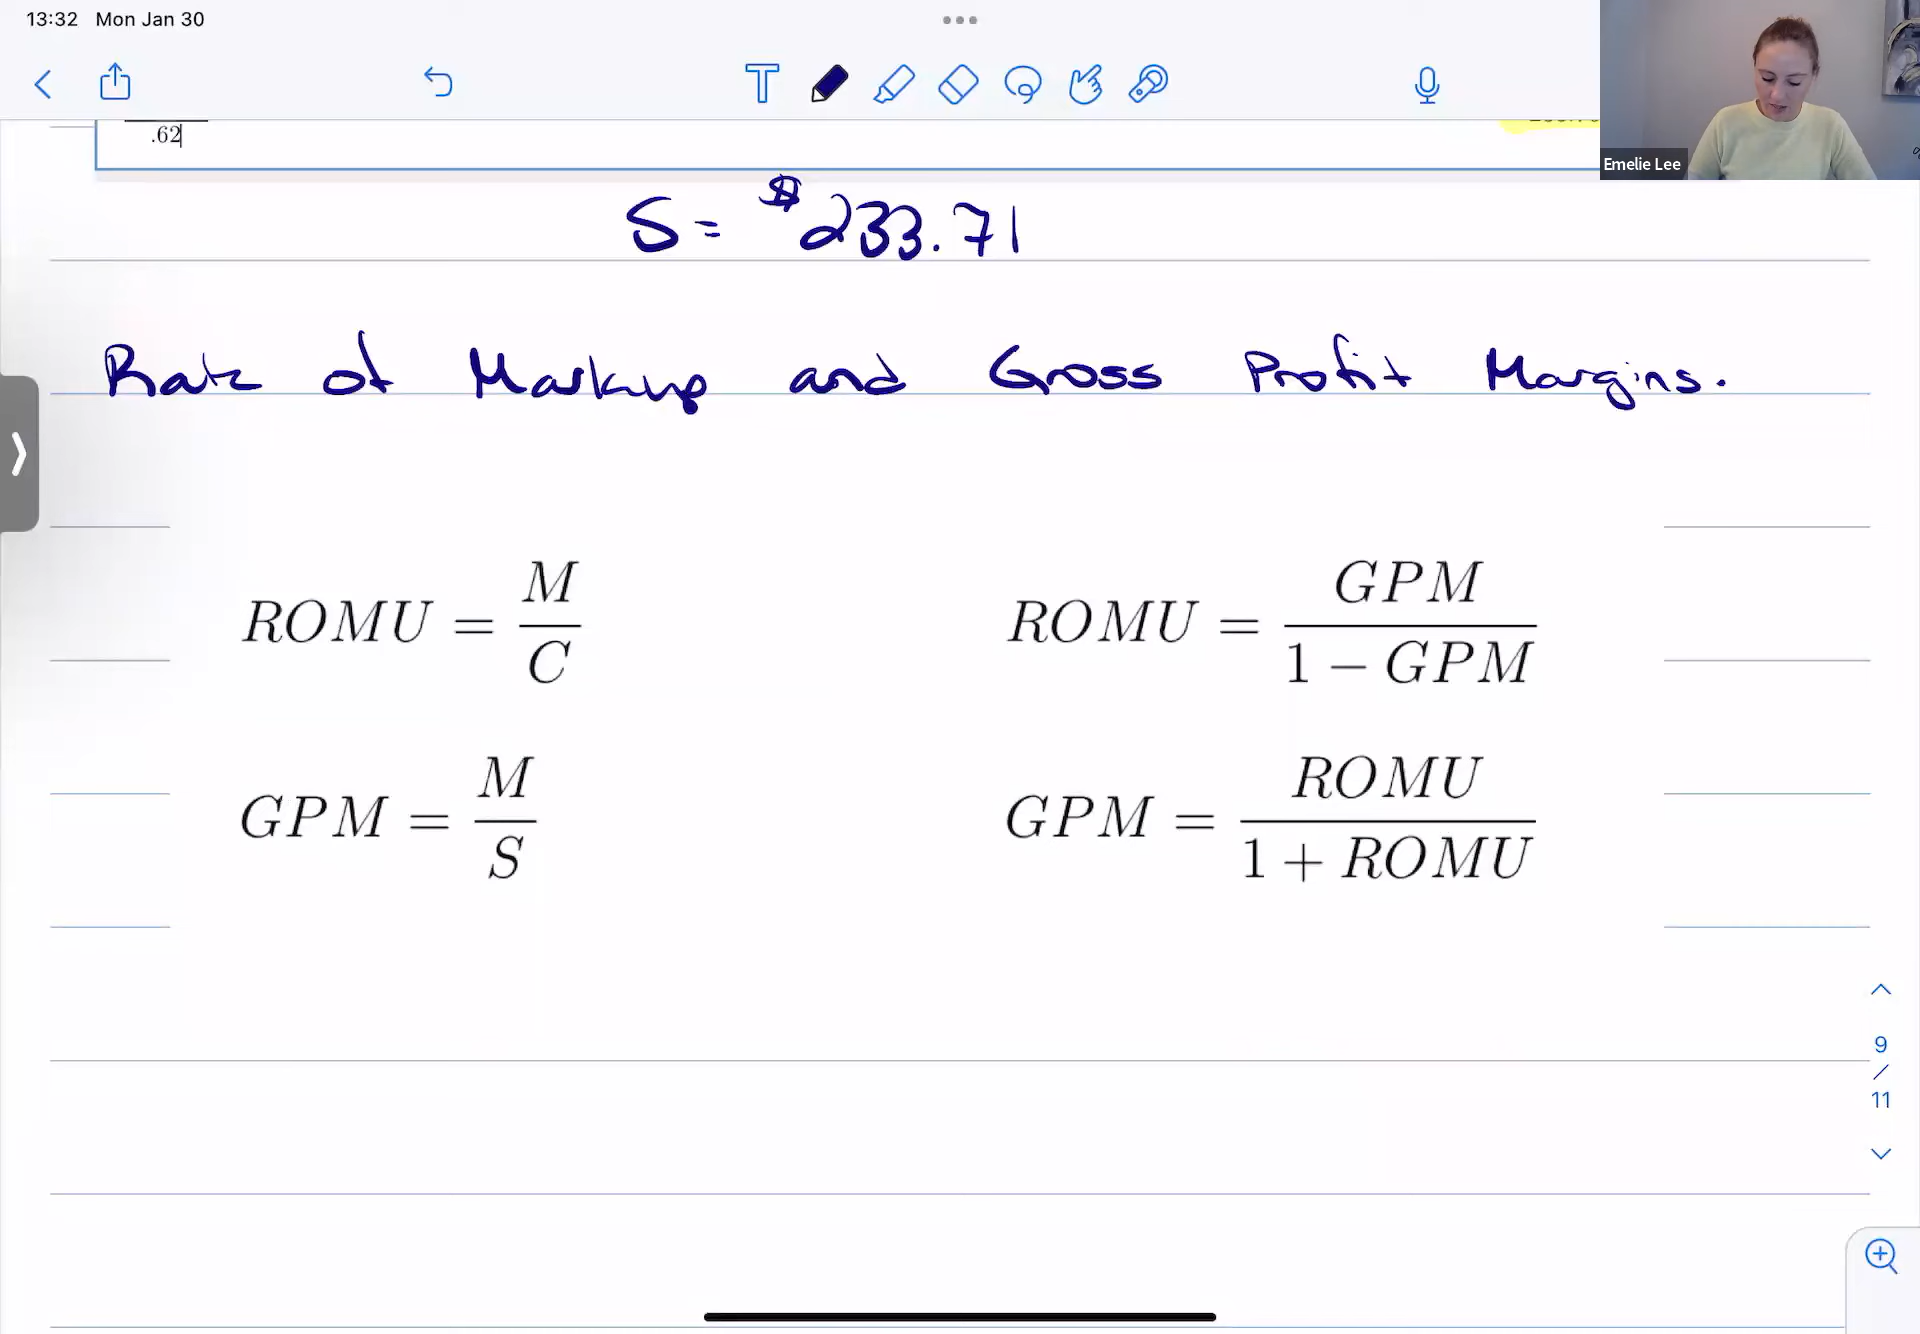 13:32 Mon Jan 30
.62
Emelie Lee
S = $233.71
Rate of Markup and Gross Profit Margins.
ROMU = M/C
ROMU = GPM/(1 − GPM)
GPM = M/S
GPM = ROMU/(1 + ROMU)
9
/
11